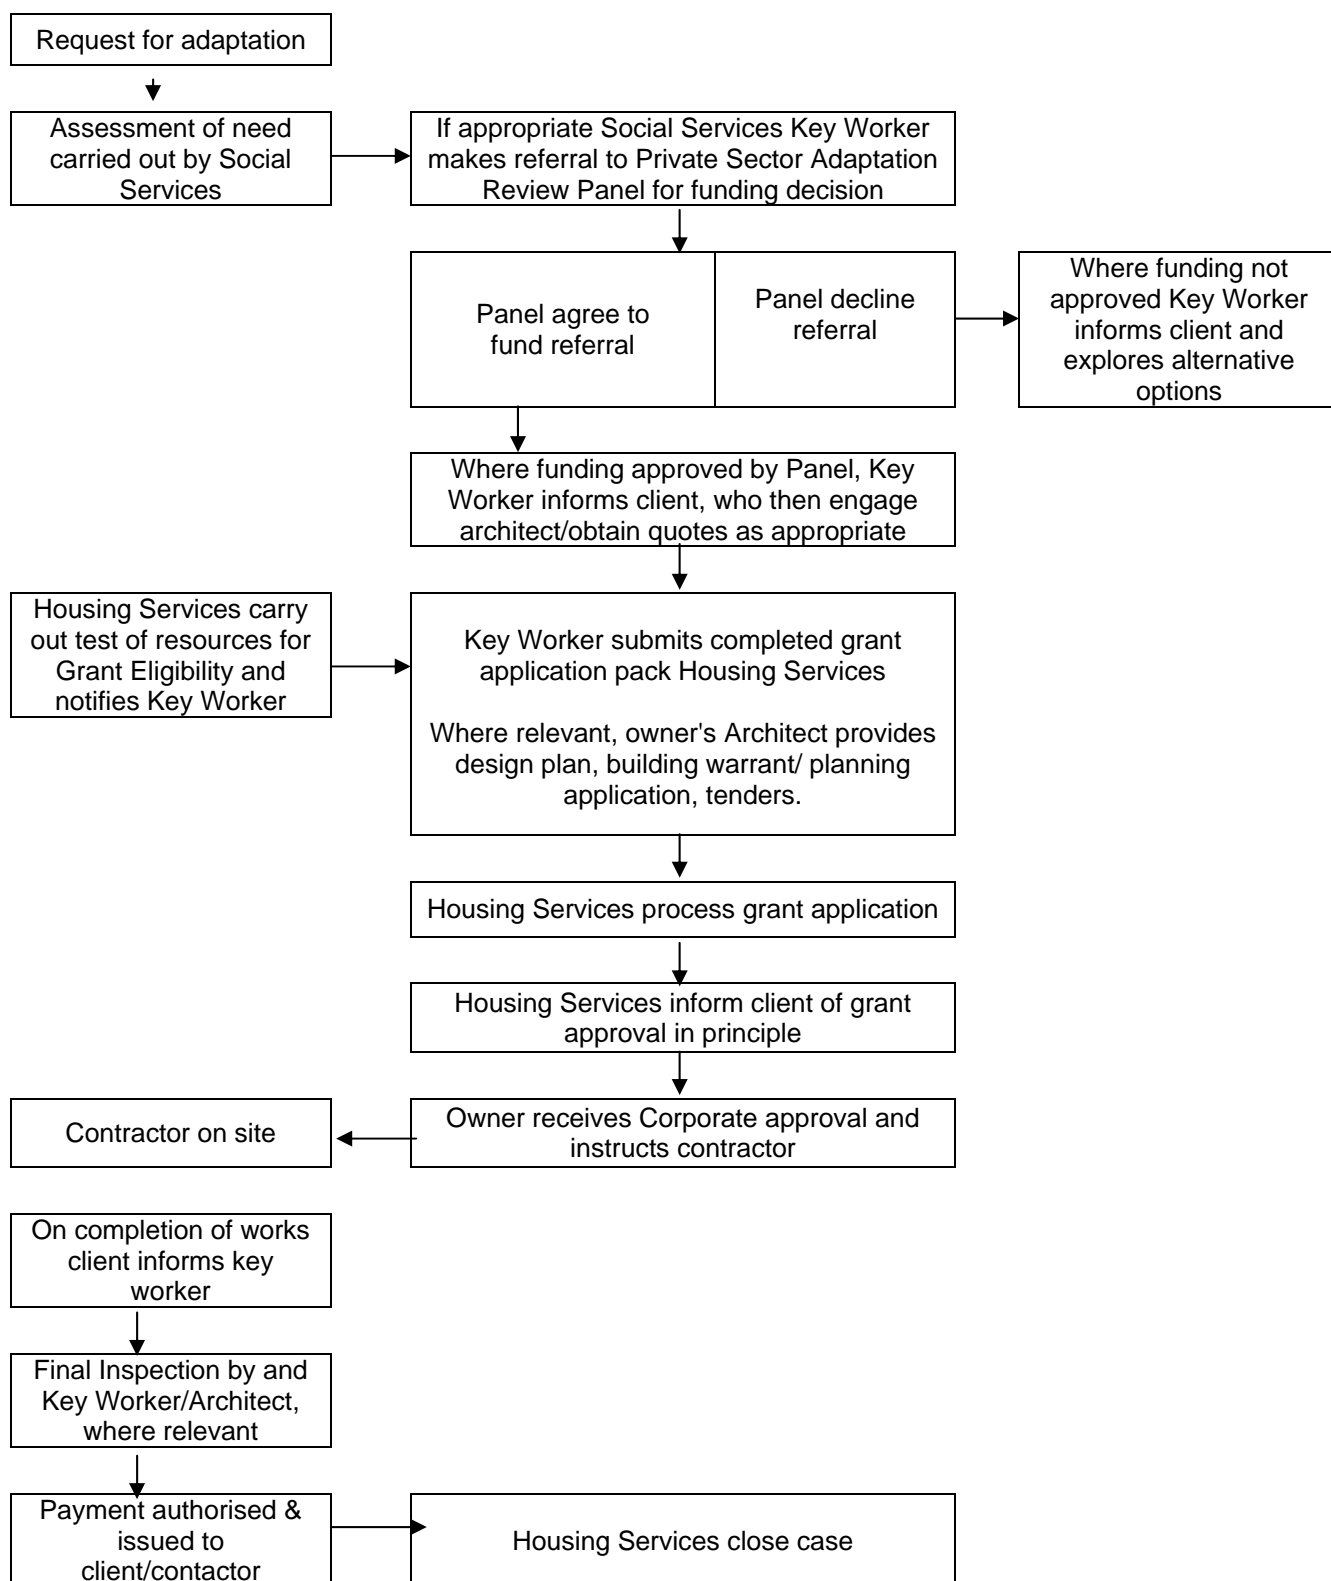 Request for adaptation
Assessment of need
carried out by Social
Services
If appropriate Social Services Key Worker
makes referral to Private Sector Adaptation
Review Panel for funding decision
Panel agree to
fund referral
Panel decline
referral
Where funding not
approved Key Worker
informs client and
explores alternative
options
Where funding approved by Panel, Key
Worker informs client, who then engage
architect/obtain quotes as appropriate
Housing Services carry
out test of resources for
Grant Eligibility and
notifies Key Worker
Key Worker submits completed grant
application pack Housing Services
Where relevant, owner's Architect provides
design plan, building warrant/ planning
application, tenders.
Housing Services process grant application
Housing Services inform client of grant
approval in principle
Owner receives Corporate approval and
instructs contractor
Contractor on site
On completion of works
client informs key
worker
Final Inspection by and
Key Worker/Architect,
where relevant
Payment authorised &
issued to
client/contactor
Housing Services close case